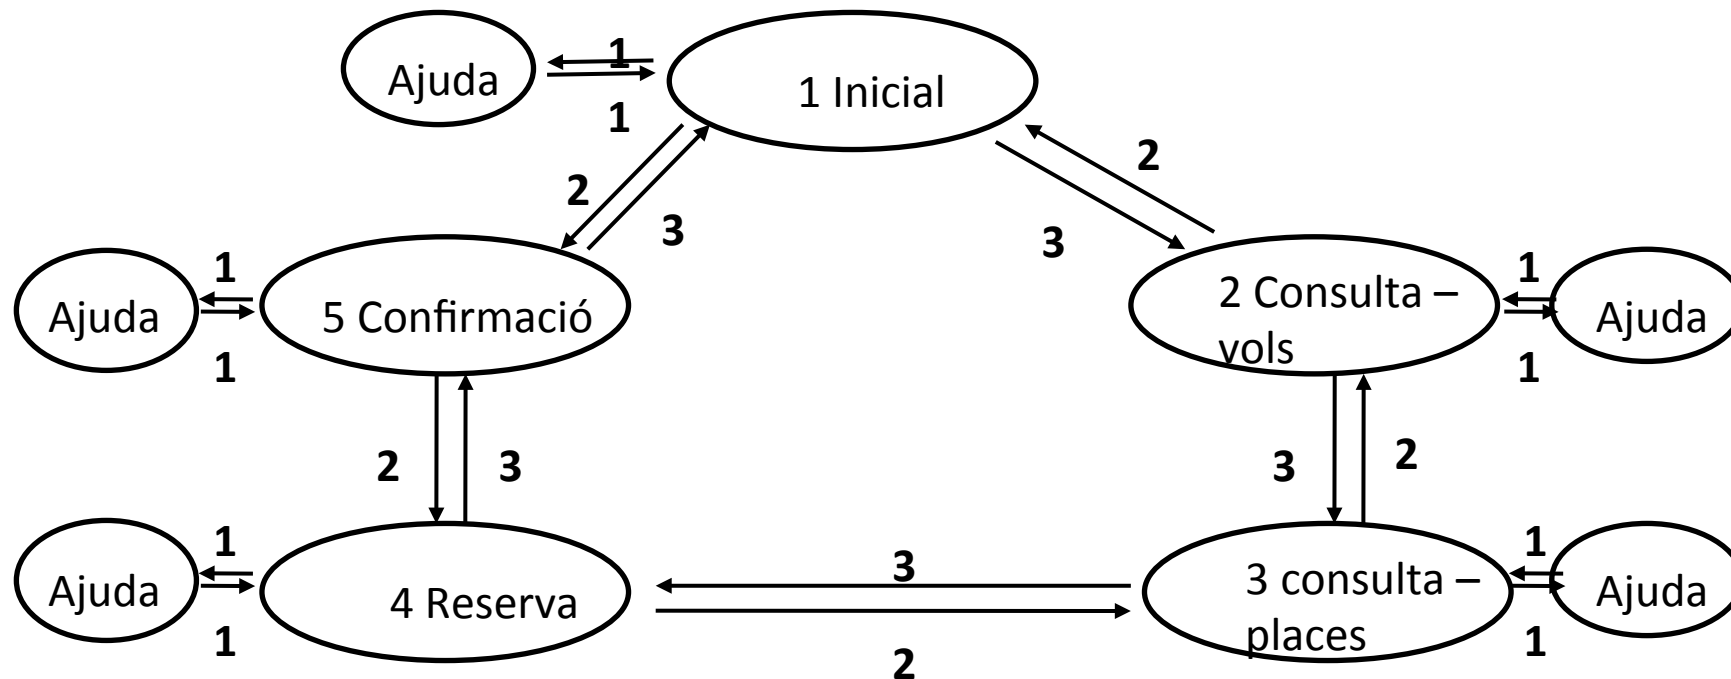 1
Ajuda
1 Inicial
1
2
2
3
3
1
1
Ajuda
5 Confirmació
2 Consulta –
vols
Ajuda
1
1
2
3
3
2
1
3
1
Ajuda
4 Reserva
3 consulta –
places
Ajuda
1
2
1